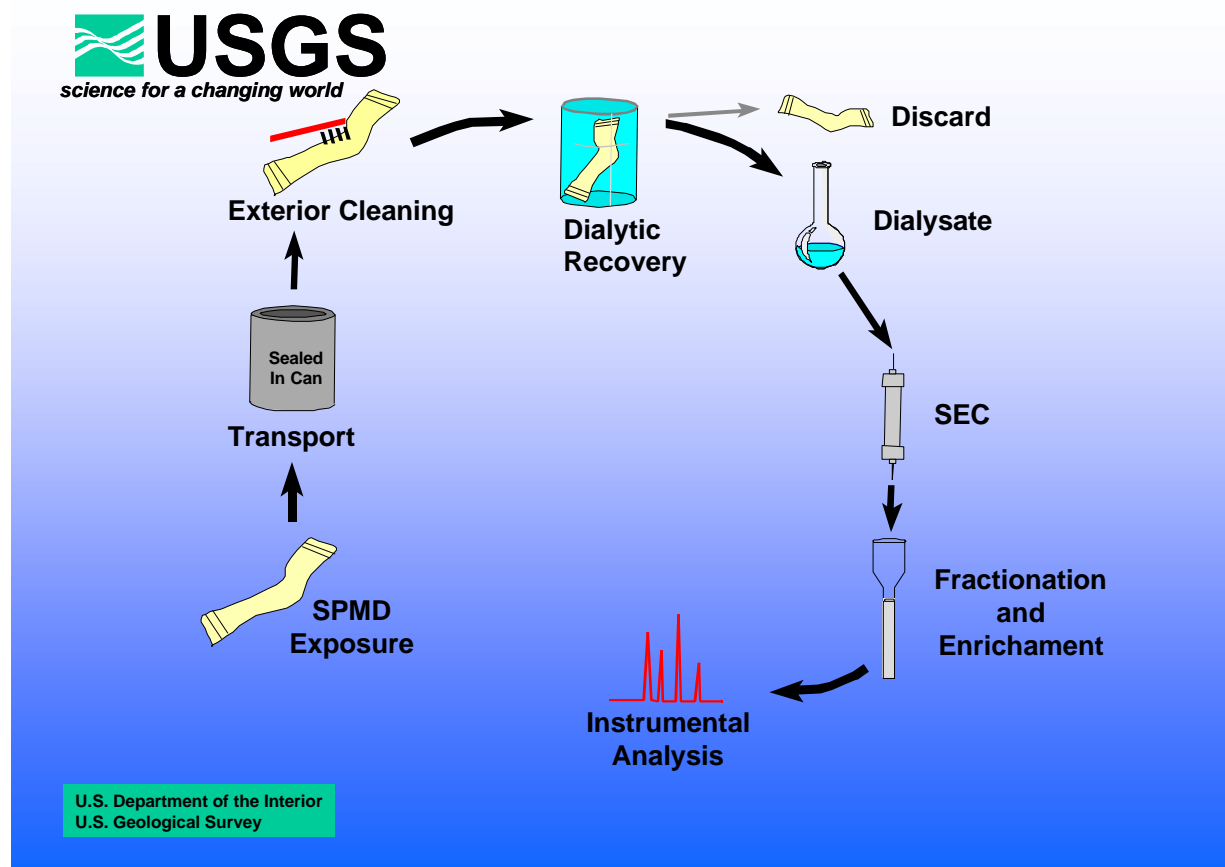 USGS
science for a changing world
Exterior Cleaning
Dialytic
Recovery
Discard
Dialysate
Sealed
In Can
Transport
SEC
SPMD
Exposure
Fractionation
and
Enrichament
Instrumental
Analysis
U.S. Department of the Interior
U.S. Geological Survey